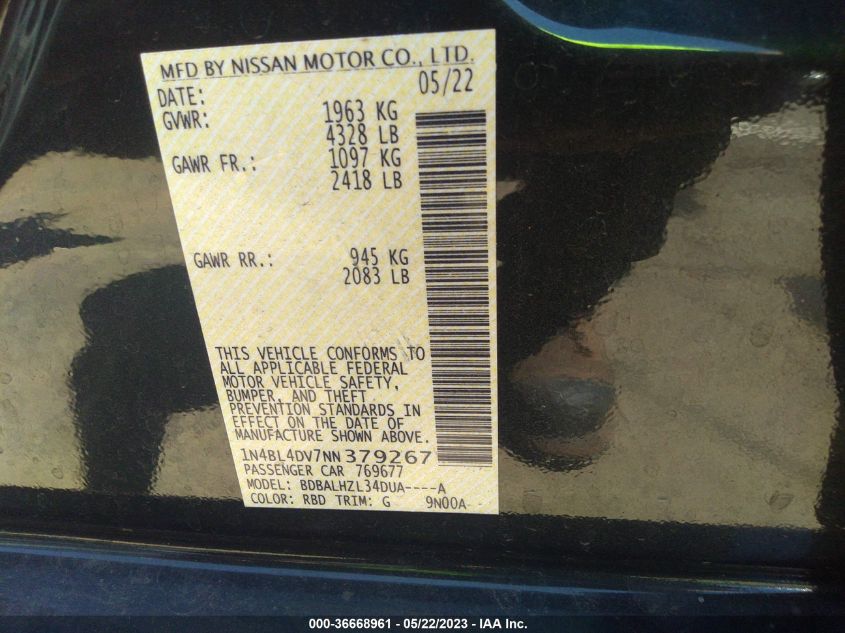 MFD BY NISSAN MOTOR CO., LTD.
DATE: 05/22
GVWR: 1963 KG
4328 LB
GAWR FR.: 1097 KG
2418 LB
GAWR RR.: 945 KG
2083 LB
THIS VEHICLE CONFORMS TO
ALL APPLICABLE FEDERAL
MOTOR VEHICLE SAFETY,
BUMPER, AND THEFT
PREVENTION STANDARDS IN
EFFECT ON THE DATE OF
MANUFACTURE SHOWN ABOVE.
1N4BL4DV7NN379267
PASSENGER CAR 769677
MODEL: BDBALHZL34DUA----A
COLOR: RBD TRIM: G 9N00A--
000-36668961 - 05/22/2023 - IAA Inc.